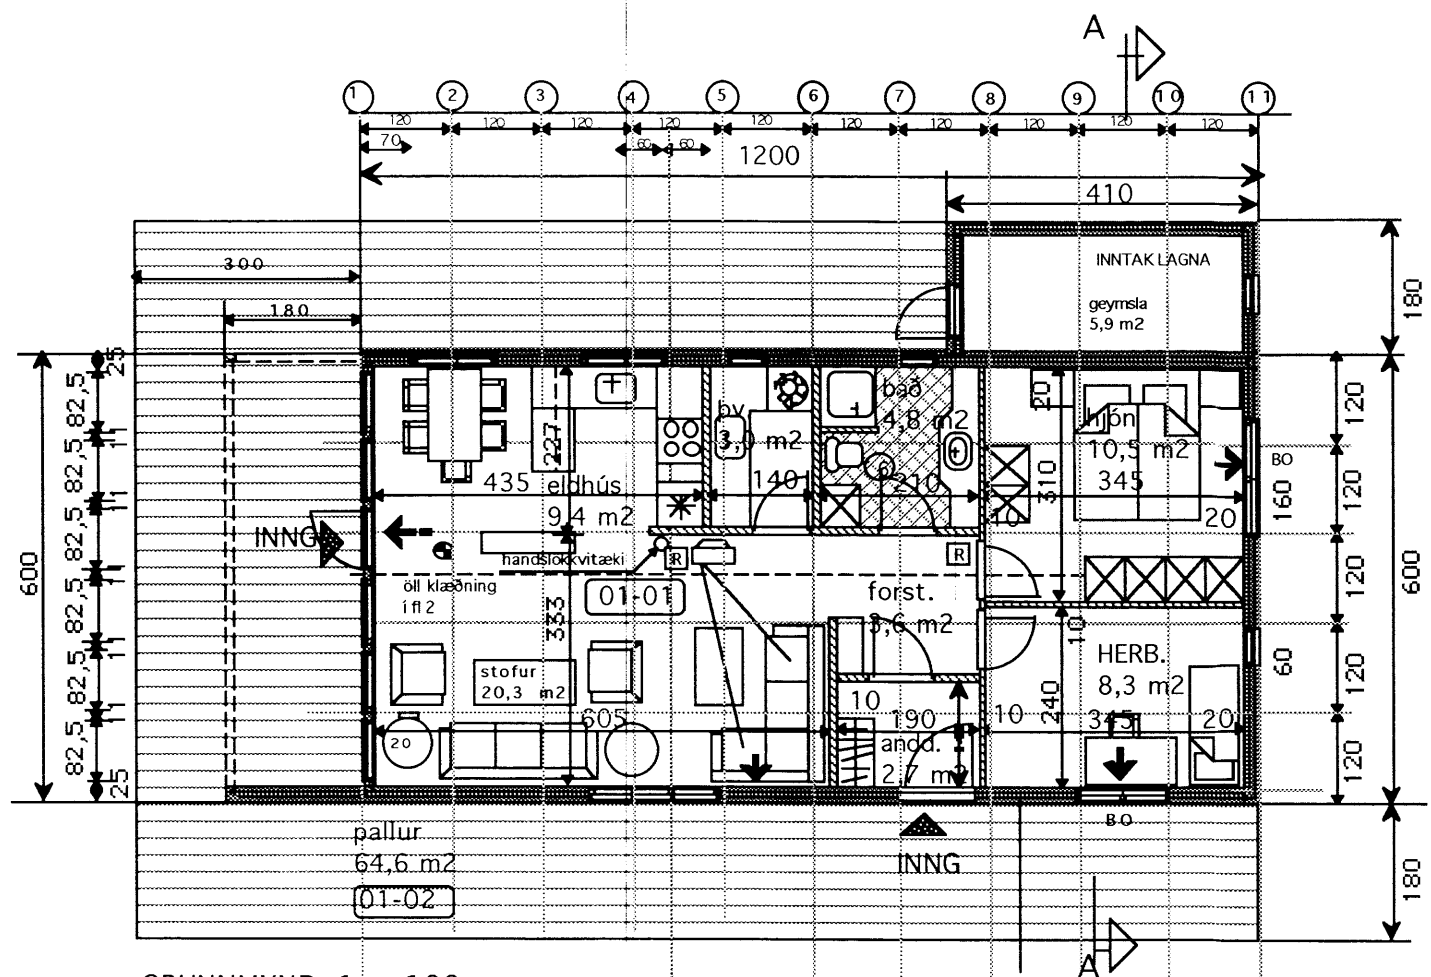 A
1 2 3 4 5 6 7 8 9 10 11
120 120 120 120 120 120 120 120 120 120
70 60 60
1200
410
INNTAK LAGNA
300
geymsla
5,9 m2
180
180
25
82,5
11
82,5
11
82,5
11
82,5
11
82,5
11
82,5
25
600
bv
3,0 m2
bað
4,8 m2
hjón
10,5 m2
345
20
20
10
310
120
120
120
120
120
600
BO
160
60
227
435
eldhús
9,4 m2
140
210
6
INNG
handslökkvitæki
R
R
öll klæðning
í fl 2
01-01
forst.
3,6 m2
333
10
HERB.
8,3 m2
stofur
20,3 m2
605
20
10
190
10
240
345
20
andd.
2,7 m2
pallur
64,6 m2
01-02
INNG
BO
180
A
GRUNNMYND 1 100